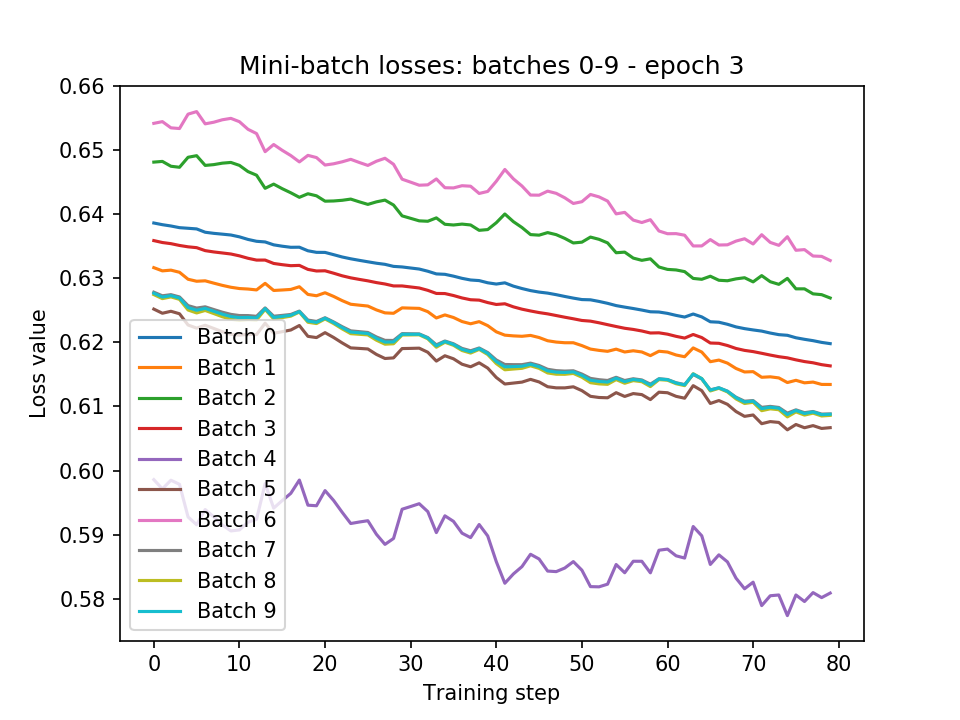 Mini-batch losses: batches 0-9 - epoch 3
0.66
0.65
0.64
0.63
0.62
0.61
0.60
0.59
0.58
Loss value
Batch 0
Batch 1
Batch 2
Batch 3
Batch 4
Batch 5
Batch 6
Batch 7
Batch 8
Batch 9
0 10 20 30 40 50 60 70 80
Training step